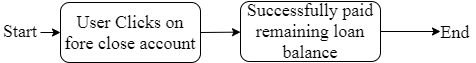 Start
User Clicks on
fore close account
Successfully paid
remaining loan
balance
End